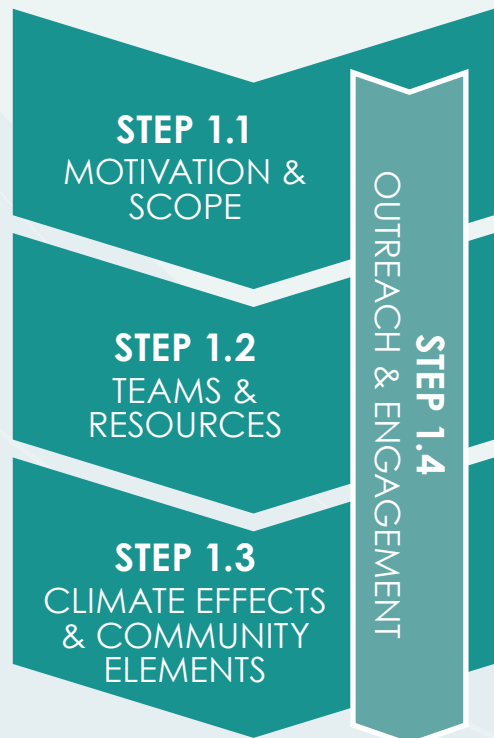 STEP 1.1
MOTIVATION &
SCOPE
STEP 1.2
TEAMS &
RESOURCES
STEP 1.3
CLIMATE EFFECTS
& COMMUNITY
ELEMENTS
STEP 1.4
OUTREACH & ENGAGEMENT